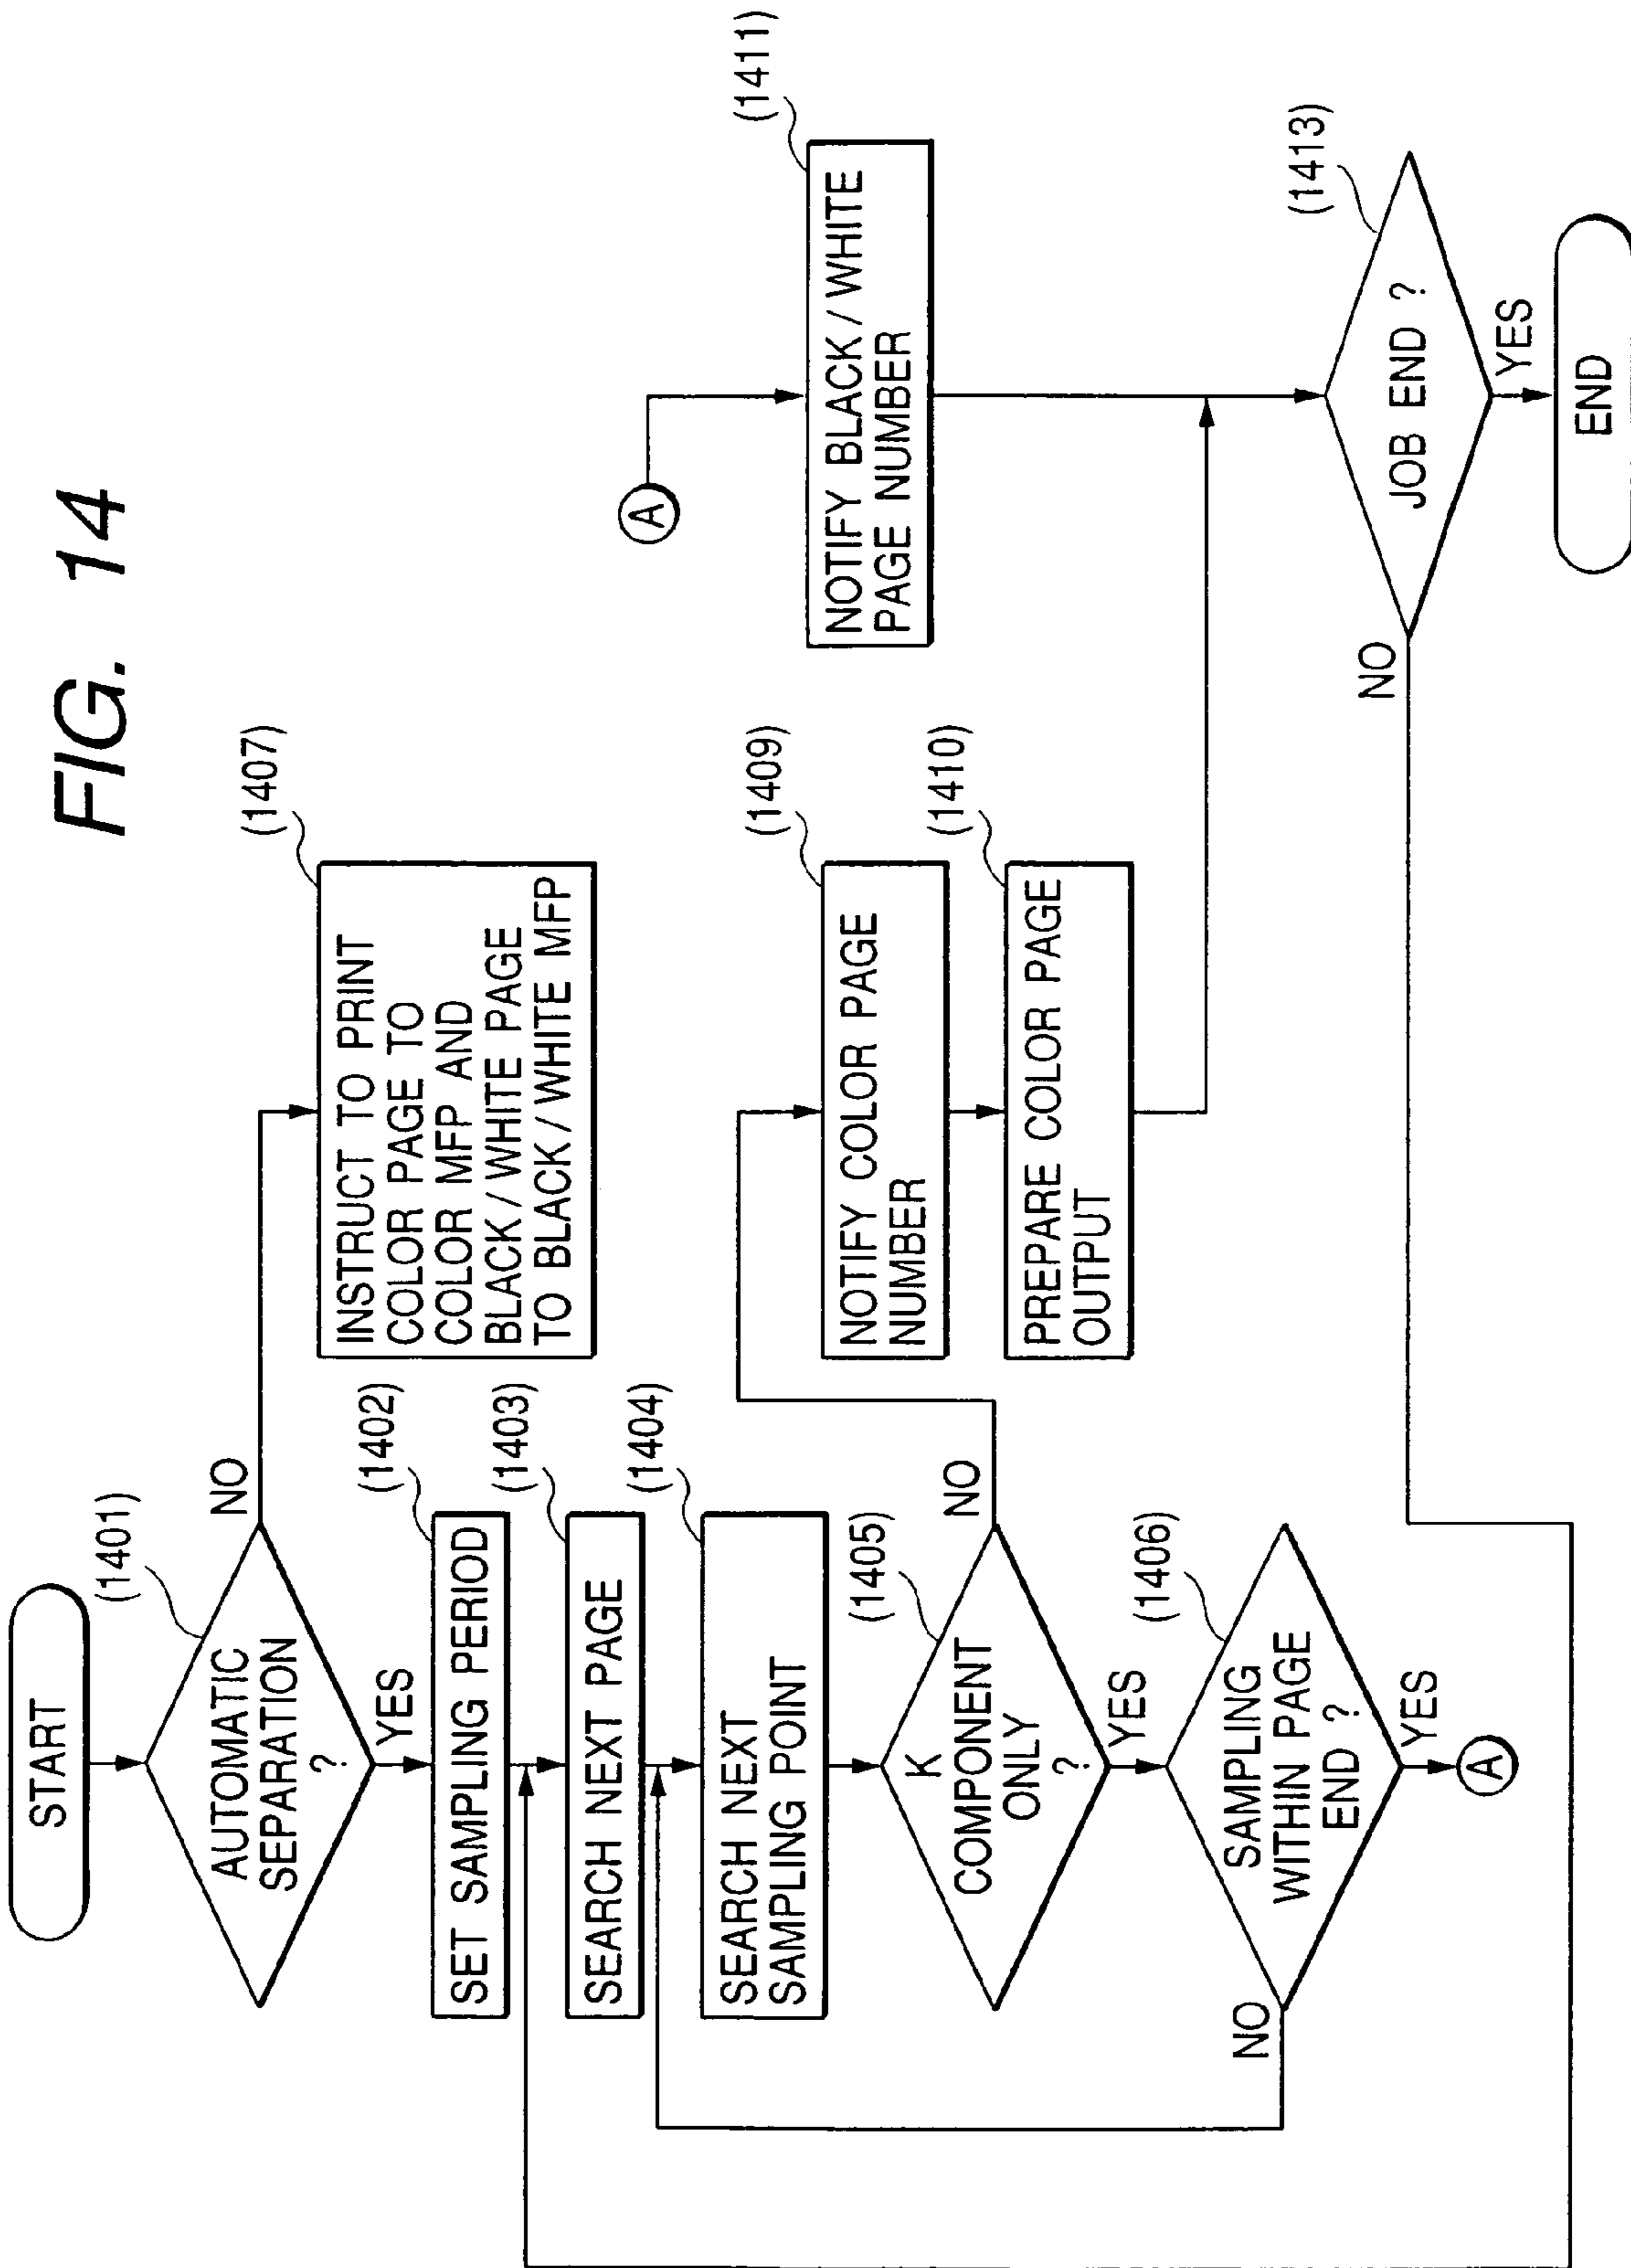 FIG. 14
START
(1401)
AUTOMATIC
SEPARATION
?
NO
YES
(1407)
INSTRUCT TO PRINT
COLOR PAGE TO
COLOR MFP AND
BLACK/WHITE PAGE
TO BLACK/WHITE MFP
(1402)
SET SAMPLING PERIOD
(1403)
SEARCH NEXT PAGE
(1404)
SEARCH NEXT
SAMPLING POINT
(1405)
K
COMPONENT
ONLY
?
NO
YES
(1406)
SAMPLING
WITHIN PAGE
END ?
NO
YES
A
(1409)
NOTIFY COLOR PAGE
NUMBER
(1410)
PREPARE COLOR PAGE
OUTPUT
A
(1411)
NOTIFY BLACK/WHITE
PAGE NUMBER
(1413)
JOB END ?
NO
YES
END